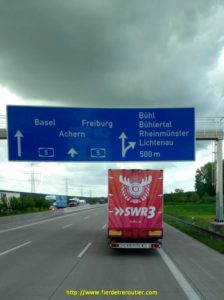 Basel Freiburg
Achern
5
5
Bühl
Bühlertal
Rheinmünster
Lichtenau
500 m
SWR3
http://www.fierdetreroutier.com